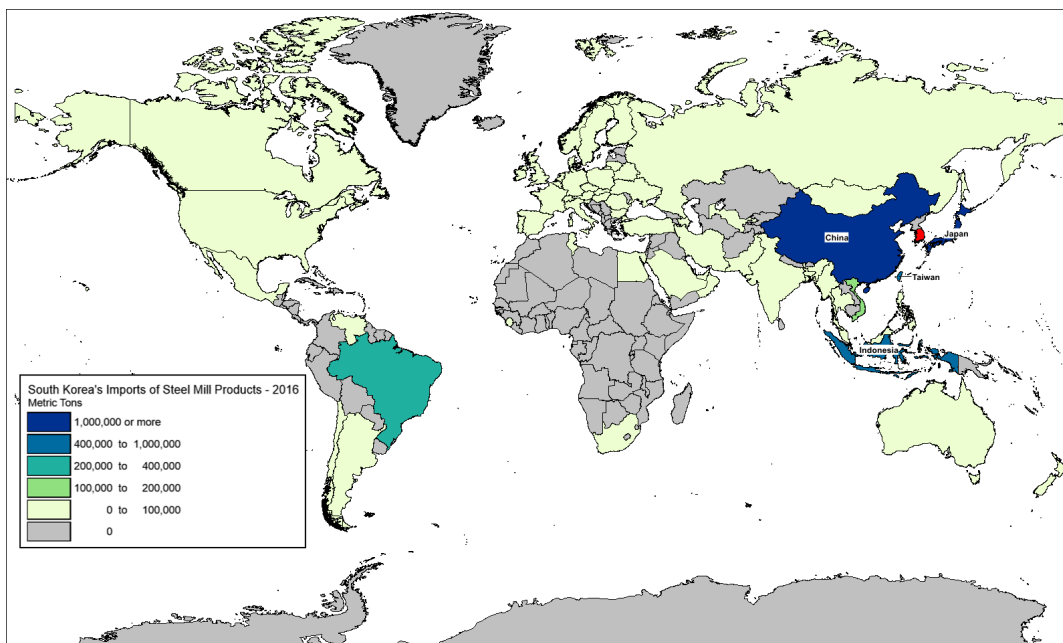 China
Japan
Taiwan
Indonesia
South Korea's Imports of Steel Mill Products - 2016
Metric Tons
1,000,000 or more
400,000 to 1,000,000
200,000 to 400,000
100,000 to 200,000
0 to 100,000
0